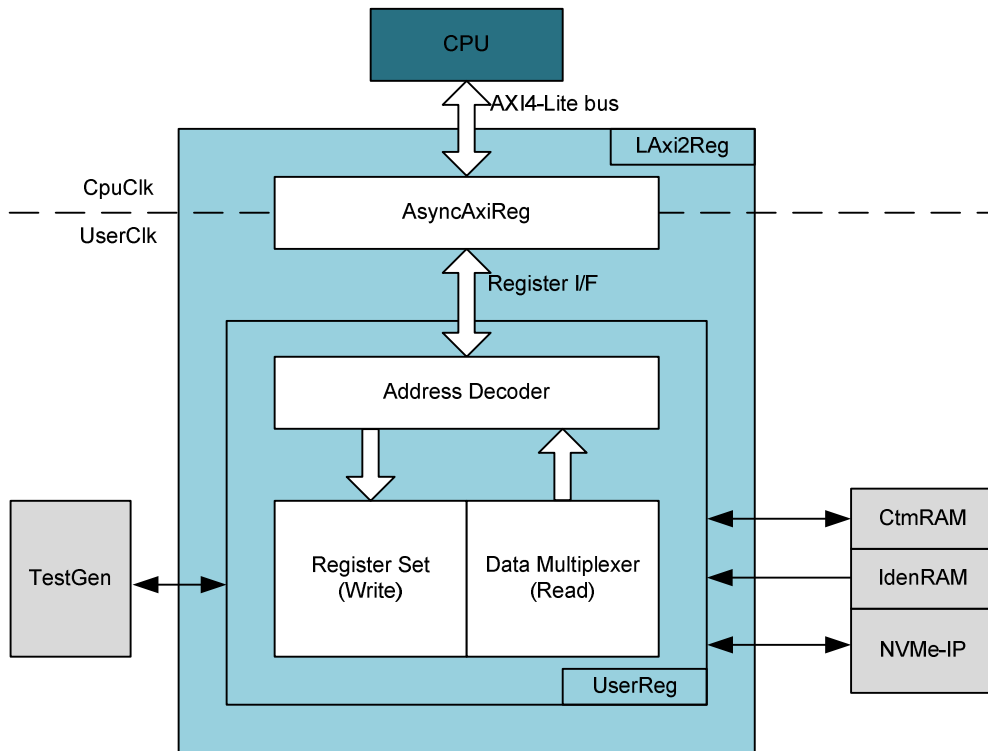 CPU
AXI4-Lite bus
LAxi2Reg
CpuClk
AsyncAxiReg
UserClk
Register I/F
Address Decoder
CtmRAM
TestGen
Register Set
(Write)
Data Multiplexer
(Read)
IdenRAM
NVMe-IP
UserReg